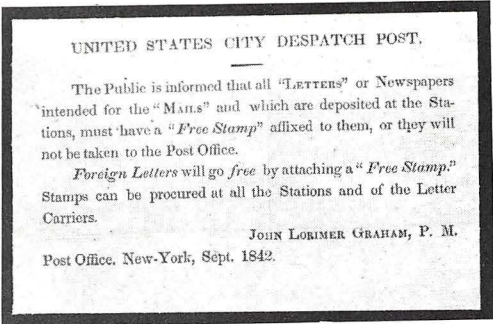 UNITED STATES CITY DESPATCH POST.
The Public is informed that all "LETTERS" or Newspapers
intended for the "MAILS" and which are deposited at the Sta-
tions, must have a "Free Stamp" affixed to them, or they will
not be taken to the Post Office.
Foreign Letters will go free by attaching a "Free Stamp."
Stamps can be procured at all the Stations and of the Letter
Carriers.
JOHN LORIMER GRAHAM, P. M.
Post Office, New-York, Sept. 1842.